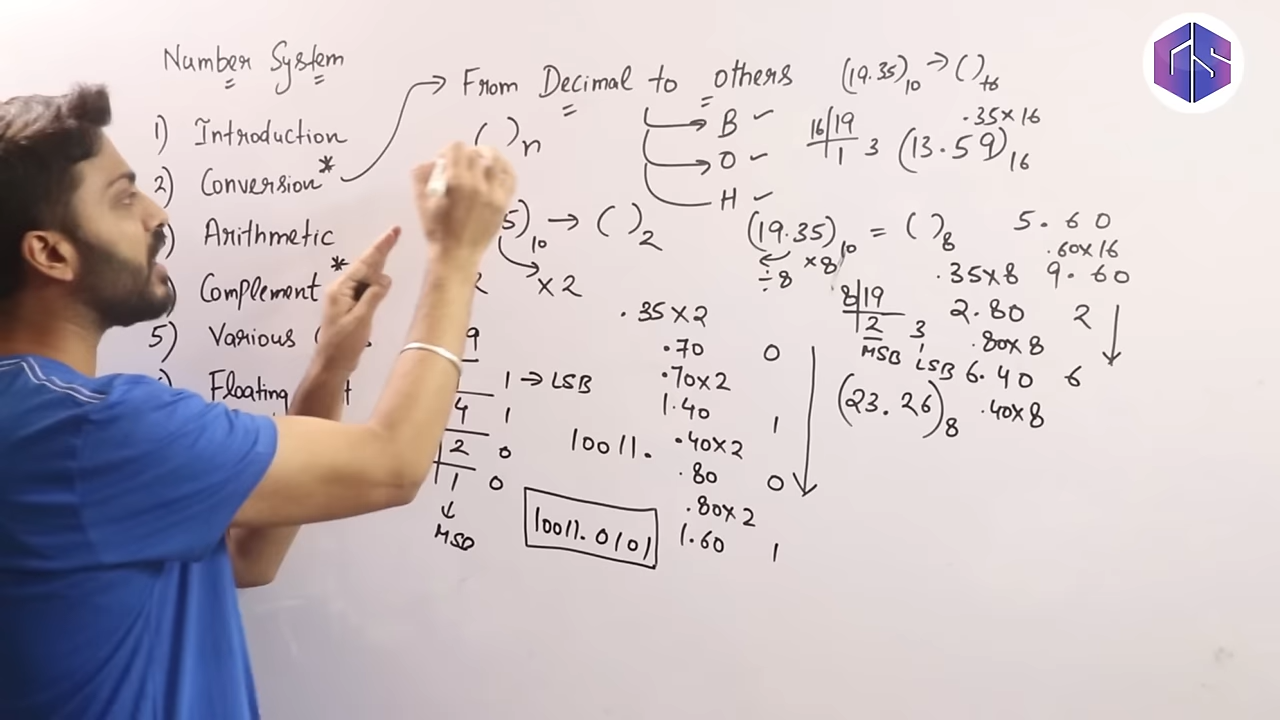 Number System
1) Introduction
2) Conversion*
) Arithmetic
) Complement*
5) Various
Floating
From Decimal to others
( )n
B ✓
O ✓
H ✓
5)10 → ( )2
×2
9
1 → LSB
4 1
2 0
1 0
↓
MSB
.35×2
.70 0
.70×2
1.40 1
10011. .40×2
.80 0
.80×2
1.60 1
10011.0101
(19.35)10 → ( )16
.35×16
16|19
1 3 (13.59)16
5.60
.60×16
9.60
(19.35)10 = ( )8
÷8 ×8
8|19
2 3
MSB LSB
(23.26)8
.35×8
2.80 2
.80×8
6.40 6
.40×8
GS